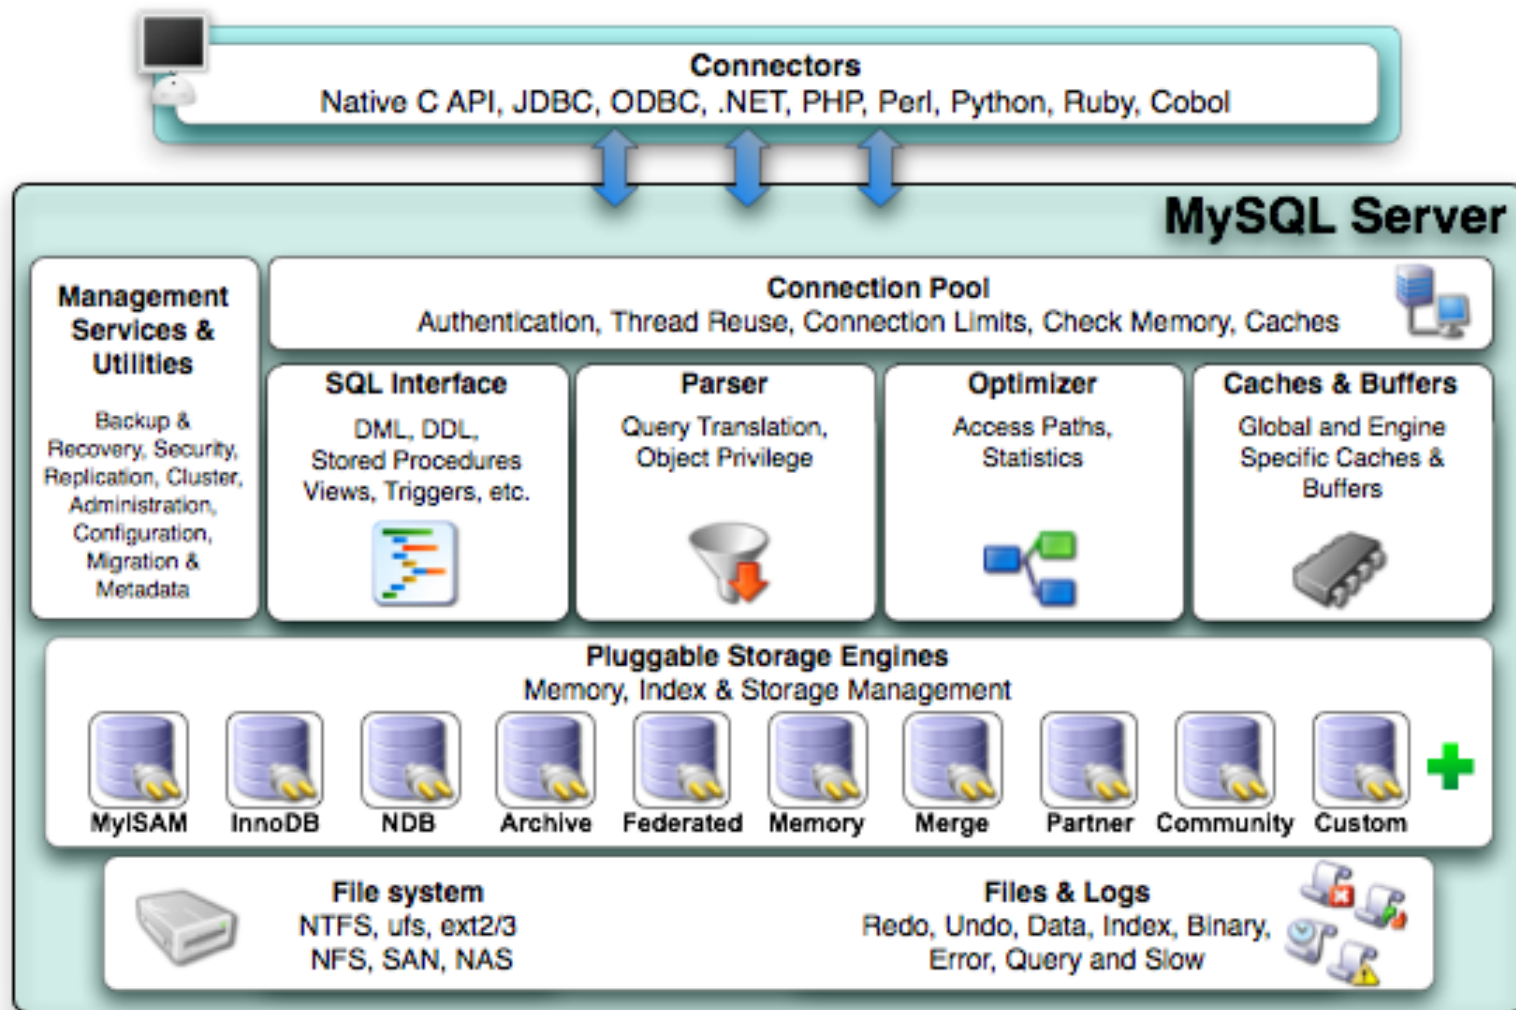 Connectors
Native C API, JDBC, ODBC, .NET, PHP, Perl, Python, Ruby, Cobol
MySQL Server
Management
Services &
Utilities
Backup &
Recovery, Security,
Replication, Cluster,
Administration,
Configuration,
Migration &
Metadata
Connection Pool
Authentication, Thread Reuse, Connection Limits, Check Memory, Caches
SQL Interface
DML, DDL,
Stored Procedures
Views, Triggers, etc.
Parser
Query Translation,
Object Privilege
Optimizer
Access Paths,
Statistics
Caches & Buffers
Global and Engine
Specific Caches &
Buffers
Pluggable Storage Engines
Memory, Index & Storage Management
MyISAM
InnoDB
NDB
Archive
Federated
Memory
Merge
Partner
Community
Custom
File system
NTFS, ufs, ext2/3
NFS, SAN, NAS
Files & Logs
Redo, Undo, Data, Index, Binary,
Error, Query and Slow